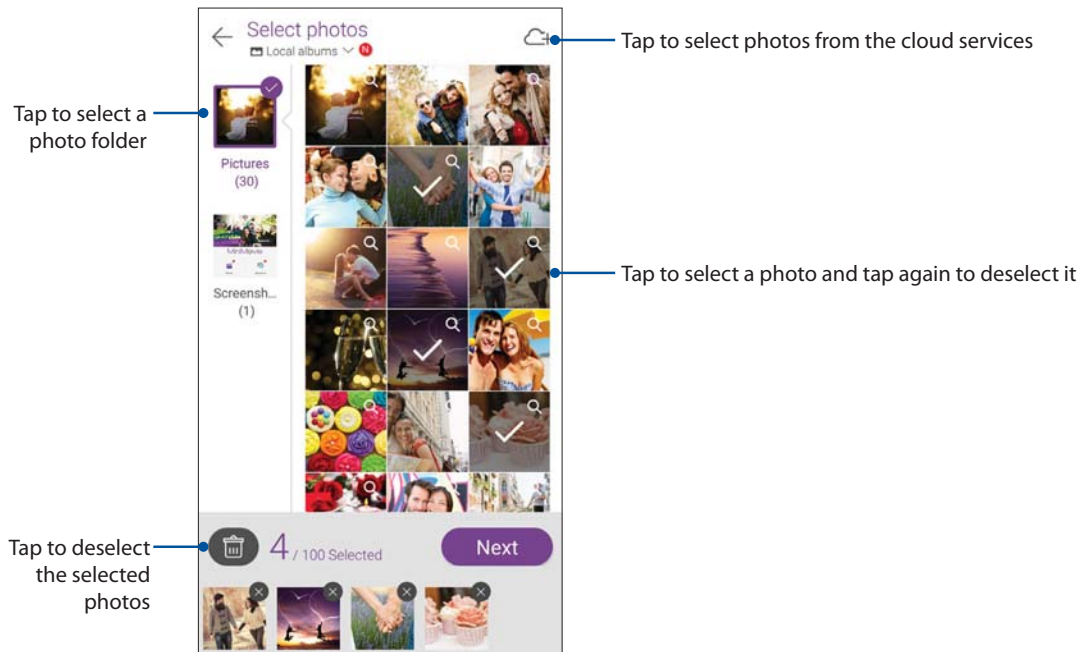 Select photos
Local albums N
Tap to select photos from the cloud services
Tap to select a
photo folder
Pictures
(30)
MiniMovie
Screensh...
(1)
Tap to select a photo and tap again to deselect it
Tap to deselect
the selected
photos
4 / 100 Selected
Next